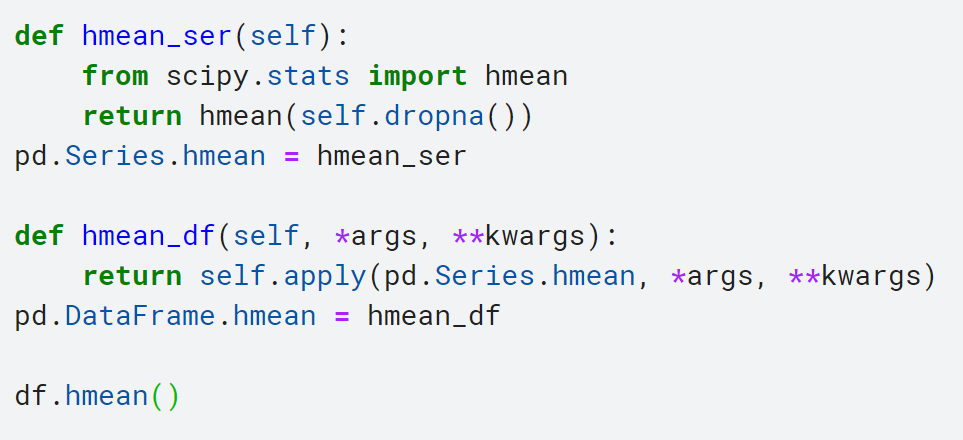 def hmean_ser(self):
    from scipy.stats import hmean
    return hmean(self.dropna())
pd.Series.hmean = hmean_ser

def hmean_df(self, *args, **kwargs):
    return self.apply(pd.Series.hmean, *args, **kwargs)
pd.DataFrame.hmean = hmean_df

df.hmean()